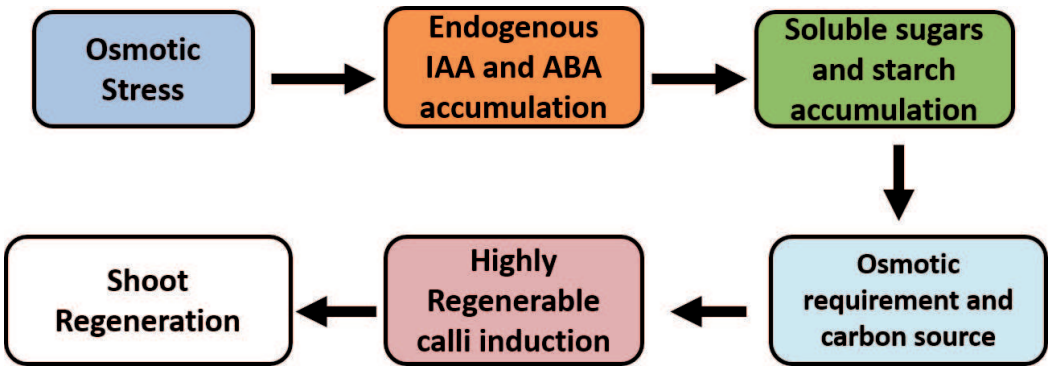 Osmotic
Stress
Endogenous
IAA and ABA
accumulation
Soluble sugars
and starch
accumulation
Osmotic
requirement and
carbon source
Highly
Regenerable
calli induction
Shoot
Regeneration